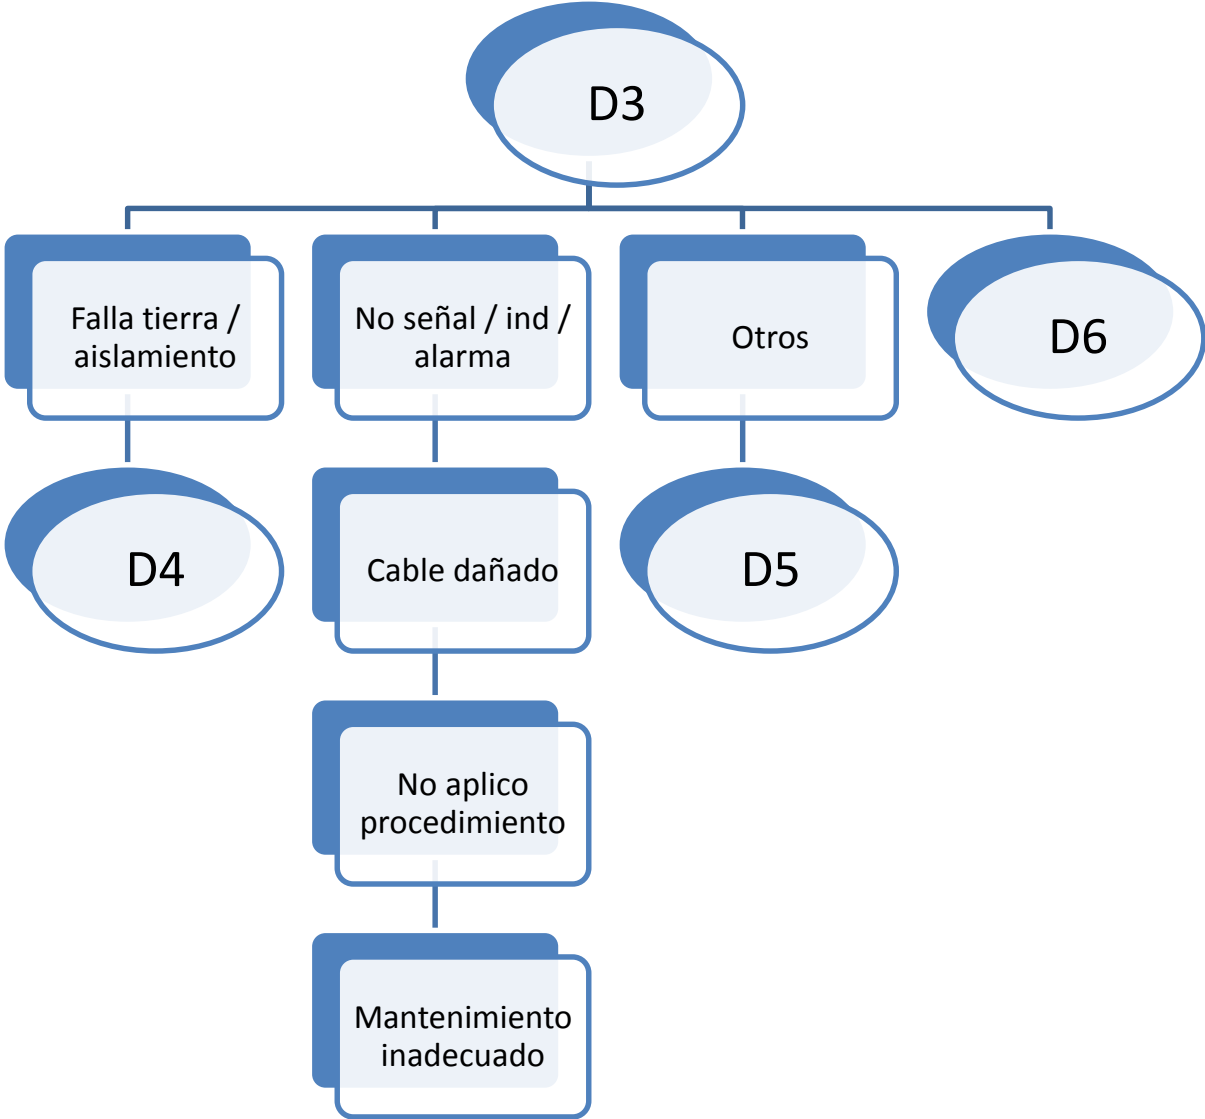 D3
Falla tierra /
aislamiento
No señal / ind /
alarma
Otros
D6
D4
Cable dañado
D5
No aplico
procedimiento
Mantenimiento
inadecuado